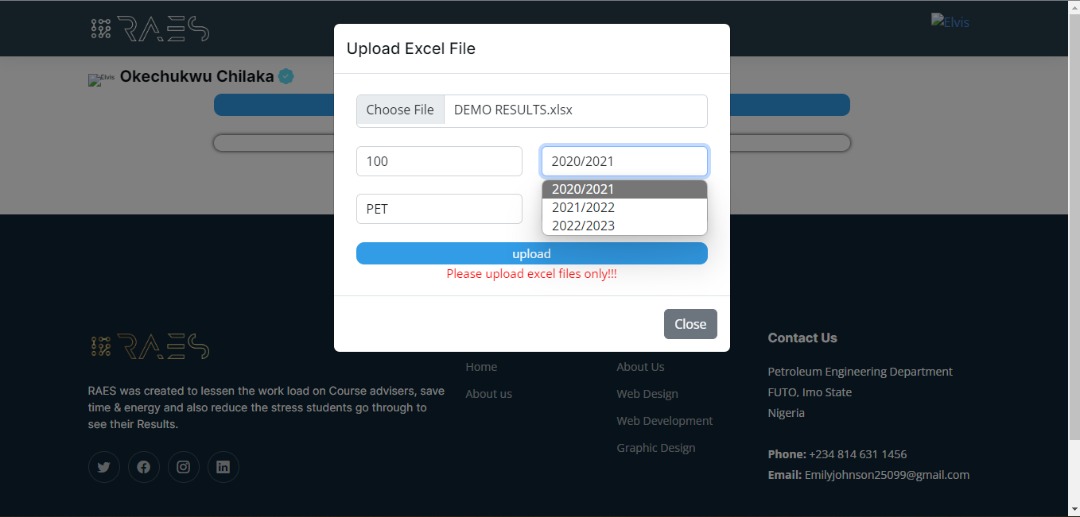 RAES
Elvis
Okechukwu Chilaka
Upload Excel File
Choose File DEMO RESULTS.xlsx
100
2020/2021
2020/2021
2021/2022
2022/2023
PET
upload
Please upload excel files only!!!
Close
RAES
RAES was created to lessen the work load on Course advisers, save
time & energy and also reduce the stress students go through to
see their Results.
Home
About us
About Us
Web Design
Web Development
Graphic Design
Contact Us
Petroleum Engineering Department
FUTO, Imo State
Nigeria
Phone: +234 814 631 1456
Email: Emilyjohnson25099@gmail.com